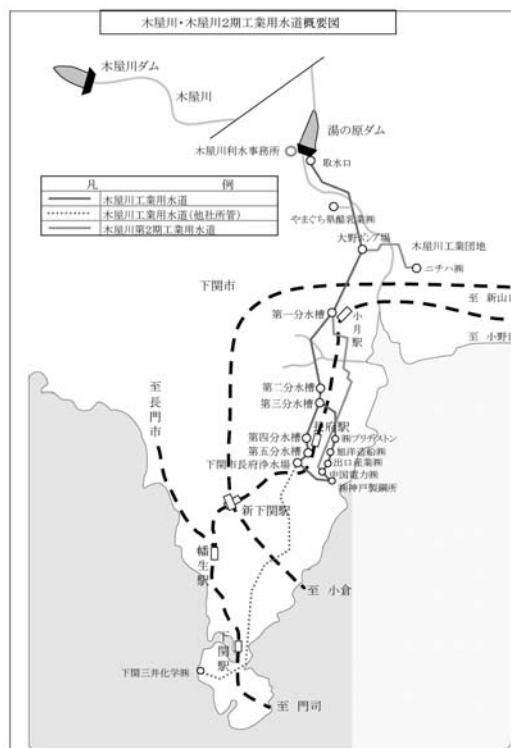 木屋川・木屋川2期工業用水道概要図
木屋川ダム
木屋川
湯の原ダム
木屋川利水事務所
取水口
凡 例
木屋川工業用水道
木屋川工業用水道(他社所管)
木屋川第2期工業用水道
やまぐち県酪乳業㈱
大野ポンプ場
木屋川工業団地
ニチハ㈱
下関市
至 新山口
第一分水槽
小月駅
至 小野田
至長門市
第二分水槽
第三分水槽
長府駅
第四分水槽
㈱ブリヂストン
第五分水槽
旭洋造船㈱
下関市長府浄水場
出口産業㈱
中国電力㈱
㈱神戸製鋼所
新下関駅
幡生駅
至 小倉
下関駅
下関三井化学㈱
至 門司